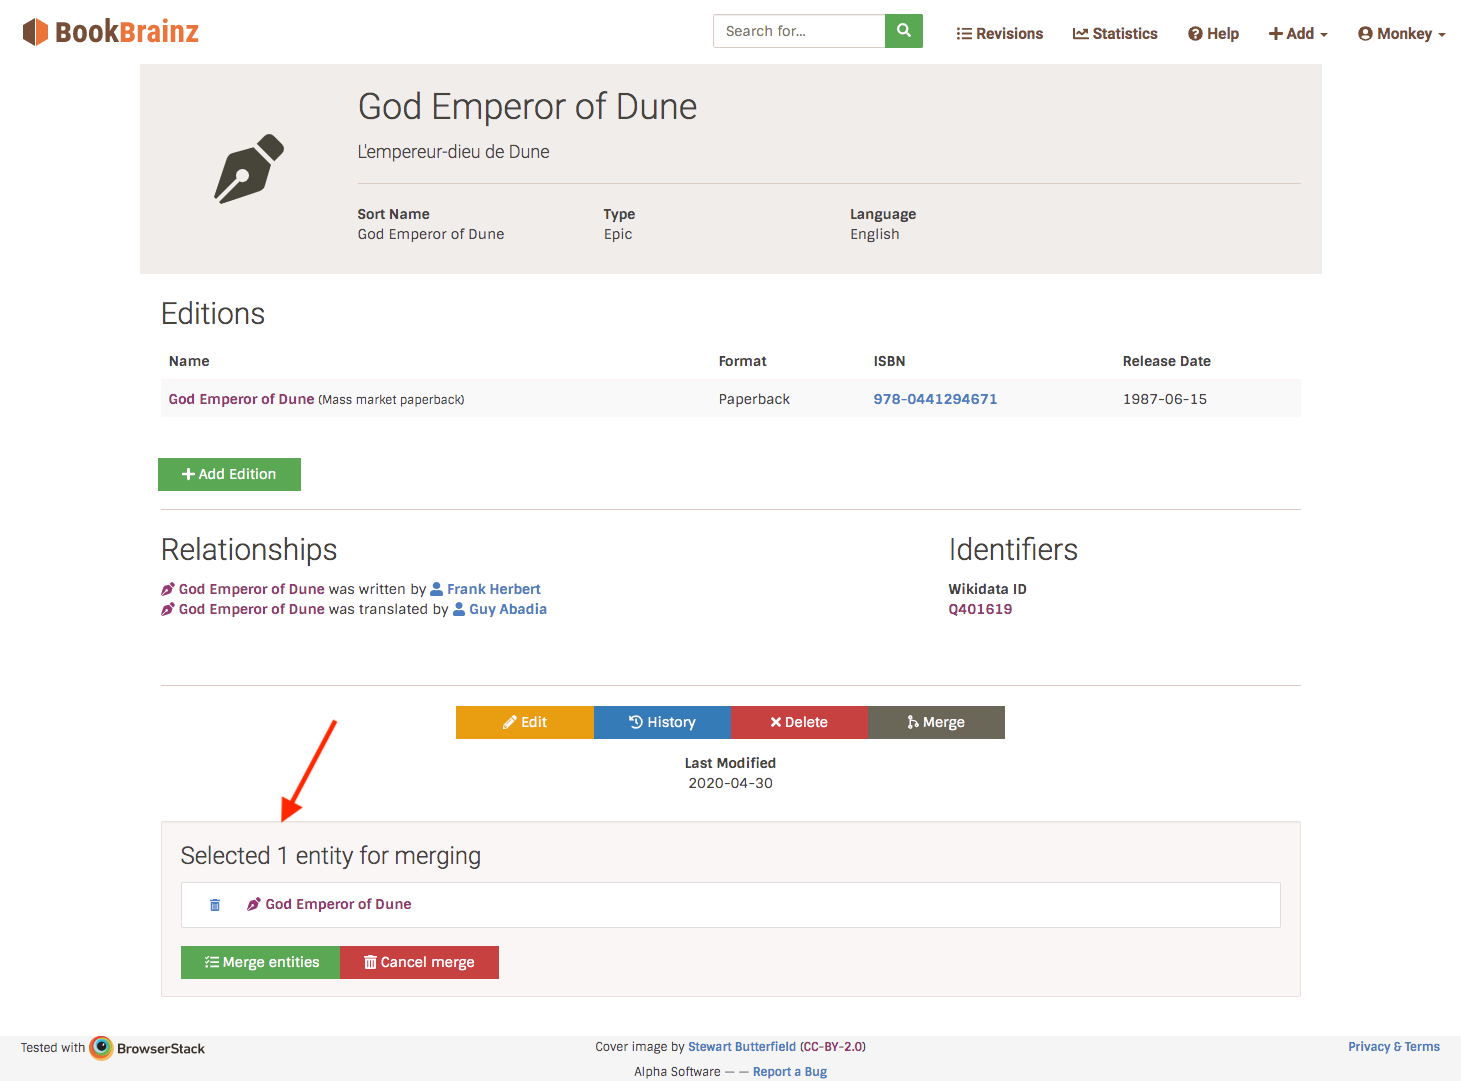 BookBrainz
Search for...
Revisions
Statistics
Help
Add
Monkey
God Emperor of Dune
L'empereur-dieu de Dune
Sort Name Type Language
God Emperor of Dune Epic English
Editions
Name Format ISBN Release Date
God Emperor of Dune (Mass market paperback) Paperback 978-0441294671 1987-06-15
Add Edition
Relationships
God Emperor of Dune was written by Frank Herbert
God Emperor of Dune was translated by Guy Abadia
Identifiers
Wikidata ID
Q401619
Edit History Delete Merge
Last Modified
2020-04-30
Selected 1 entity for merging
God Emperor of Dune
Merge entities Cancel merge
Tested with BrowserStack
Cover image by Stewart Butterfield (CC-BY-2.0)
Privacy & Terms
Alpha Software — — Report a Bug